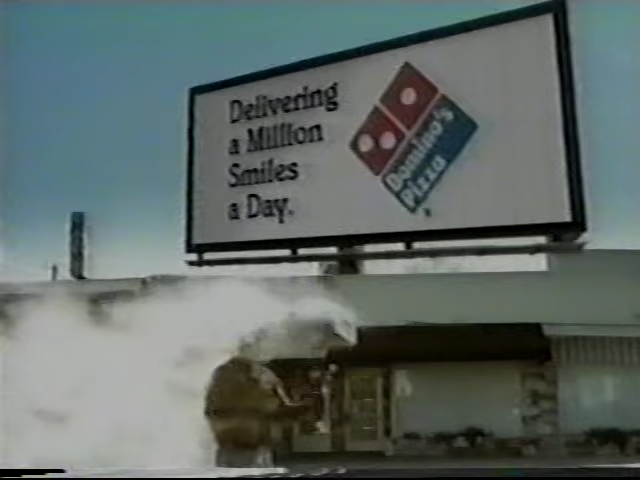 Delivering
a Million
Smiles
a Day.
Domino's
Pizza